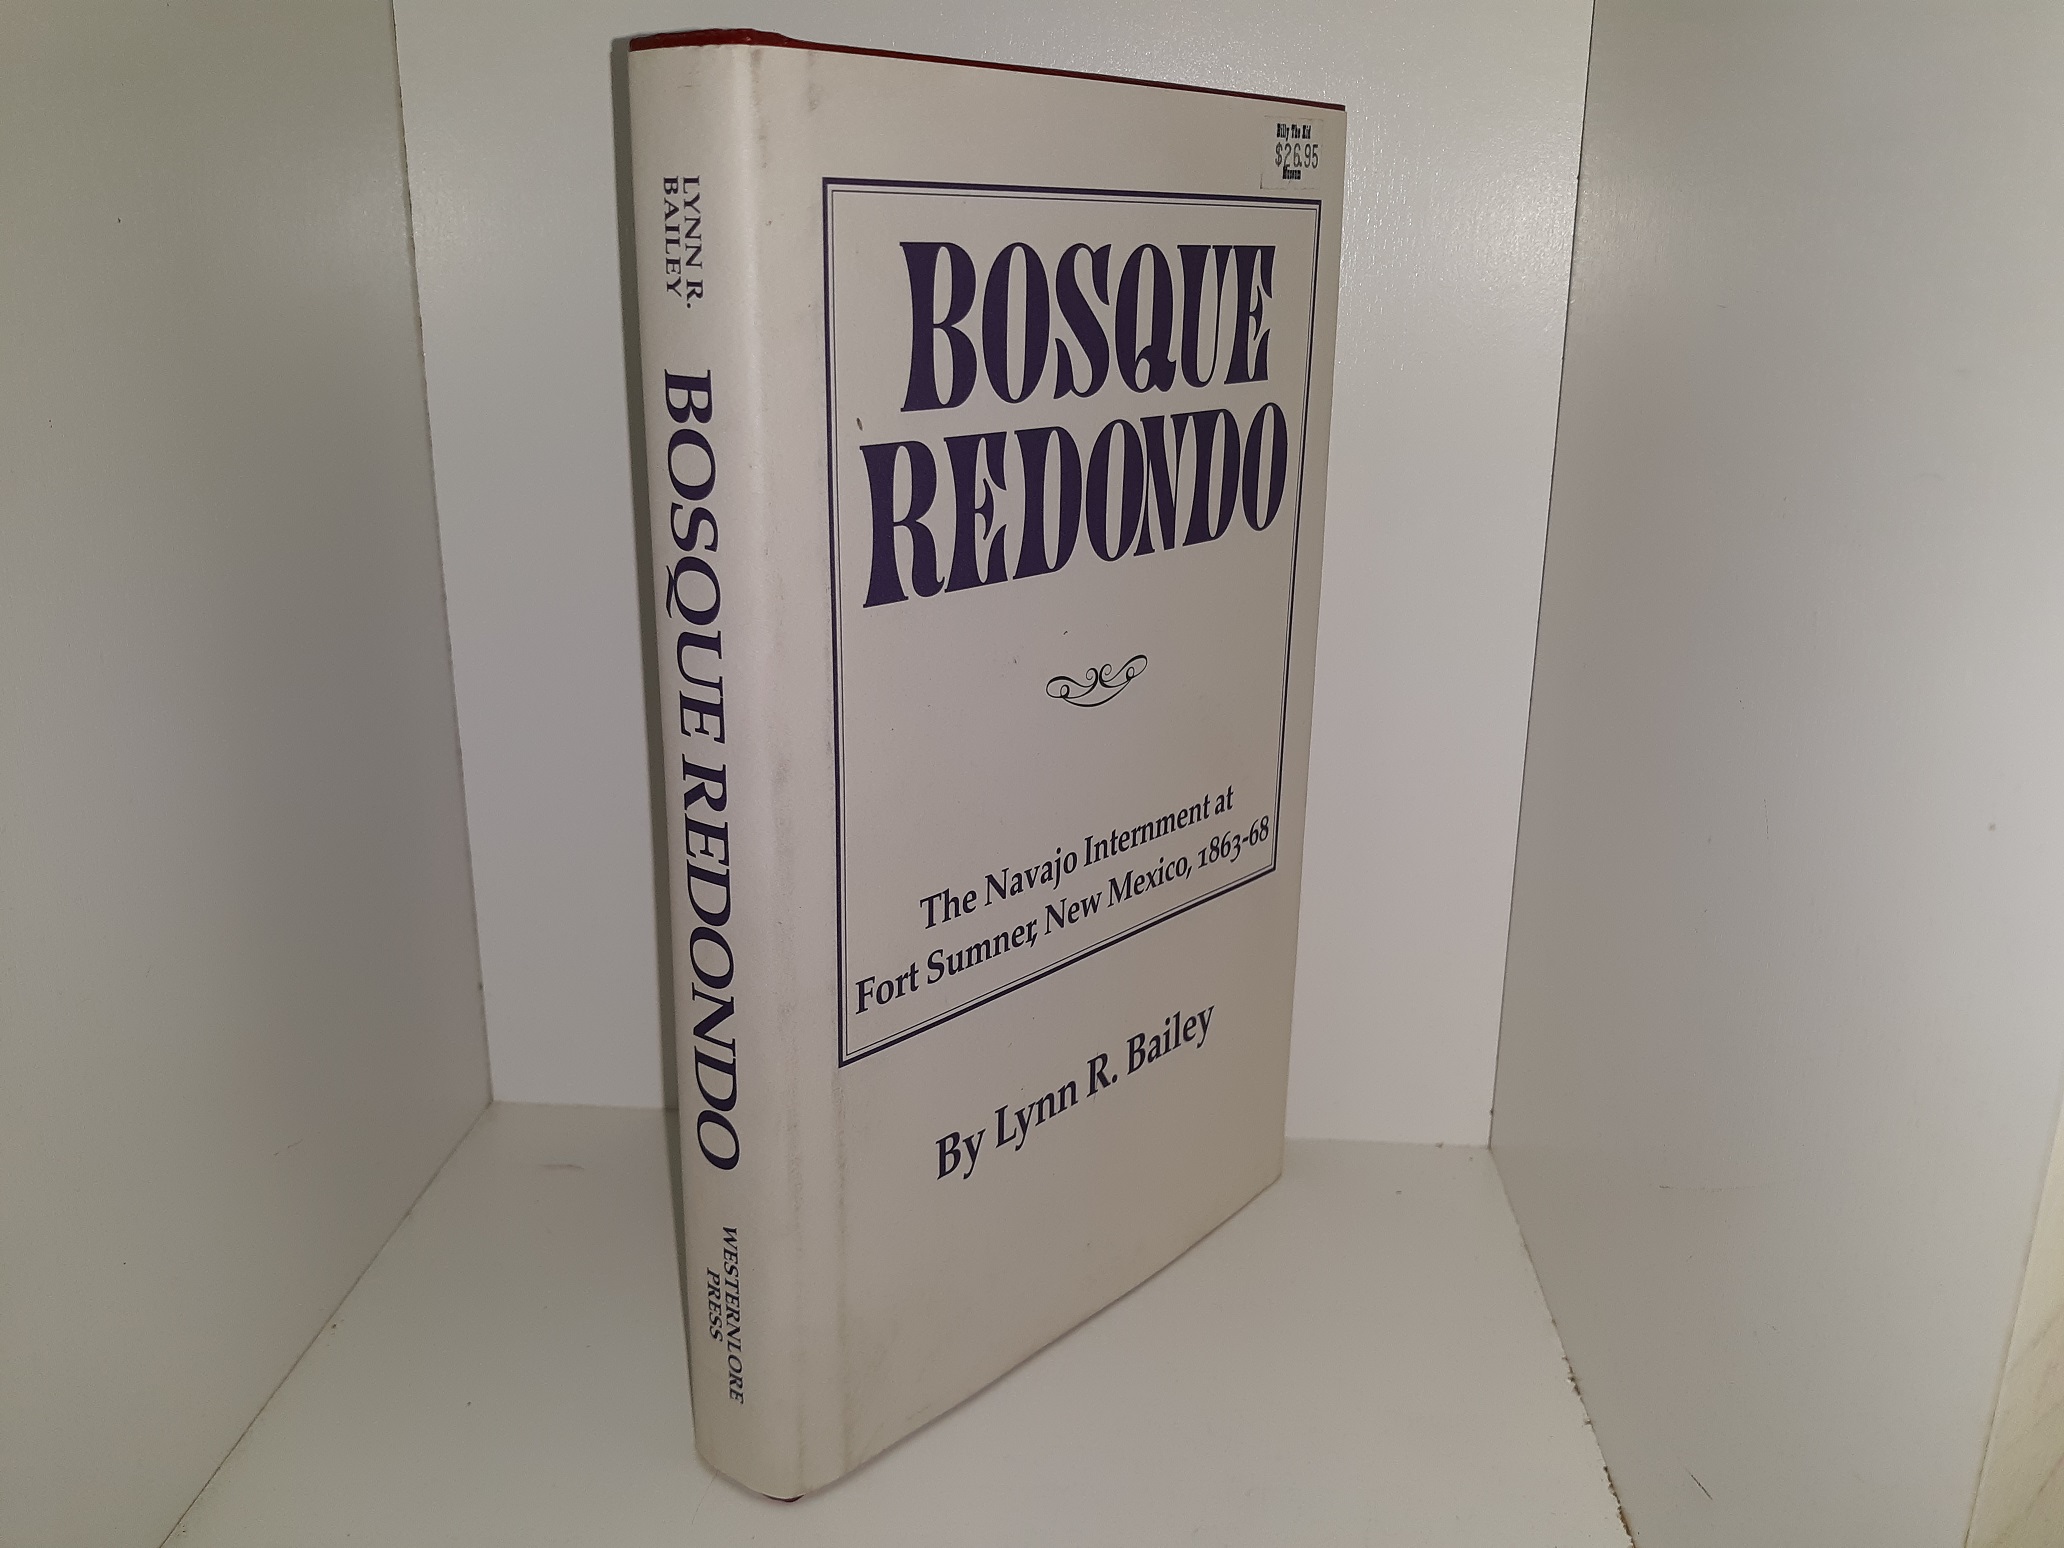 LYNN R.
BAILEY
BOSQUE REDONDO
WESTERNLORE
PRESS
Billy The Kid
$26.95
Museum
BOSQUE
REDONDO
The Navajo Internment at
Fort Sumner, New Mexico, 1863-68
By Lynn R. Bailey